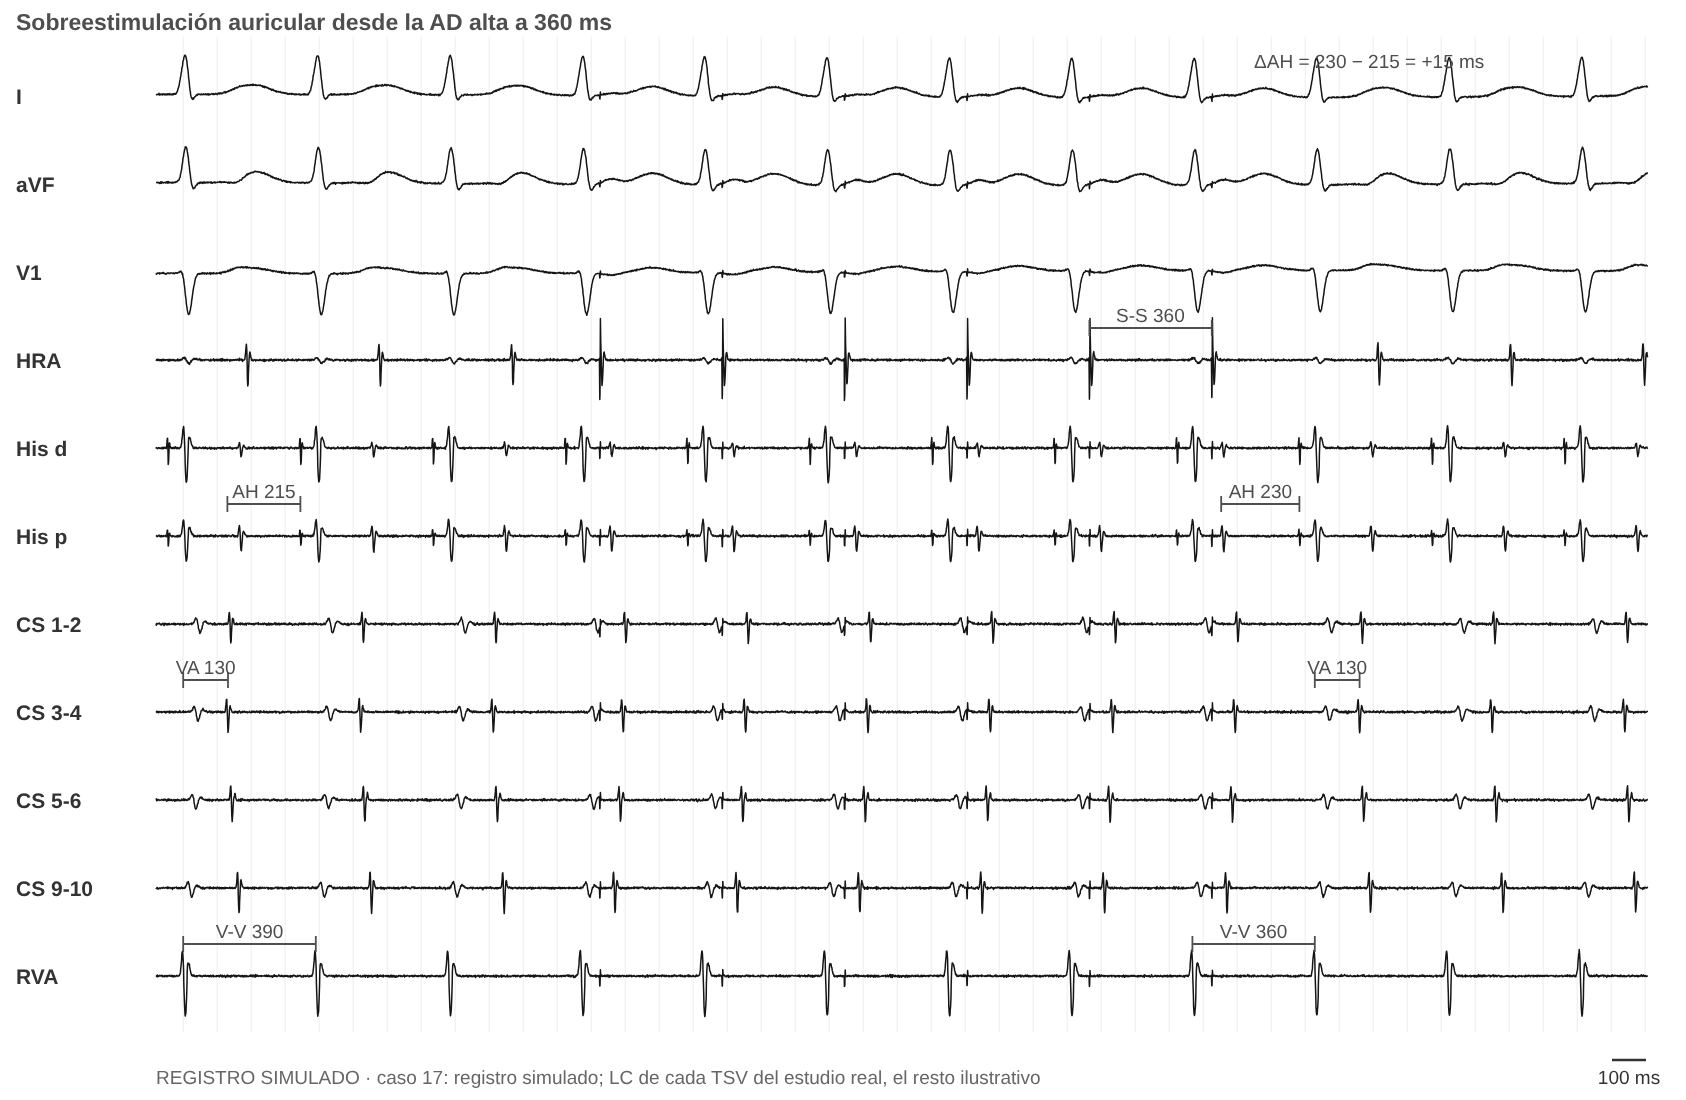 Sobreestimulación auricular desde la AD alta a 360 ms
ΔAH = 230 − 215 = +15 ms
I
aVF
V1
S-S 360
HRA
His d
AH 215
AH 230
His p
CS 1-2
VA 130
VA 130
CS 3-4
CS 5-6
CS 9-10
V-V 390
V-V 360
RVA
REGISTRO SIMULADO · caso 17: registro simulado; LC de cada TSV del estudio real, el resto ilustrativo
100 ms